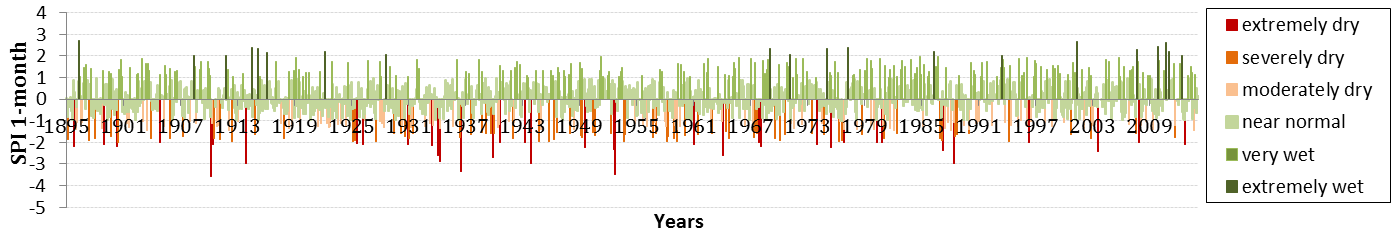 4
3
2
1
0
-1
-2
-3
-4
-5
SPI 1-month
1895 1901 1907 1913 1919 1925 1931 1937 1943 1949 1955 1961 1967 1973 1979 1985 1991 1997 2003 2009
Years
extremely dry
severely dry
moderately dry
near normal
very wet
extremely wet